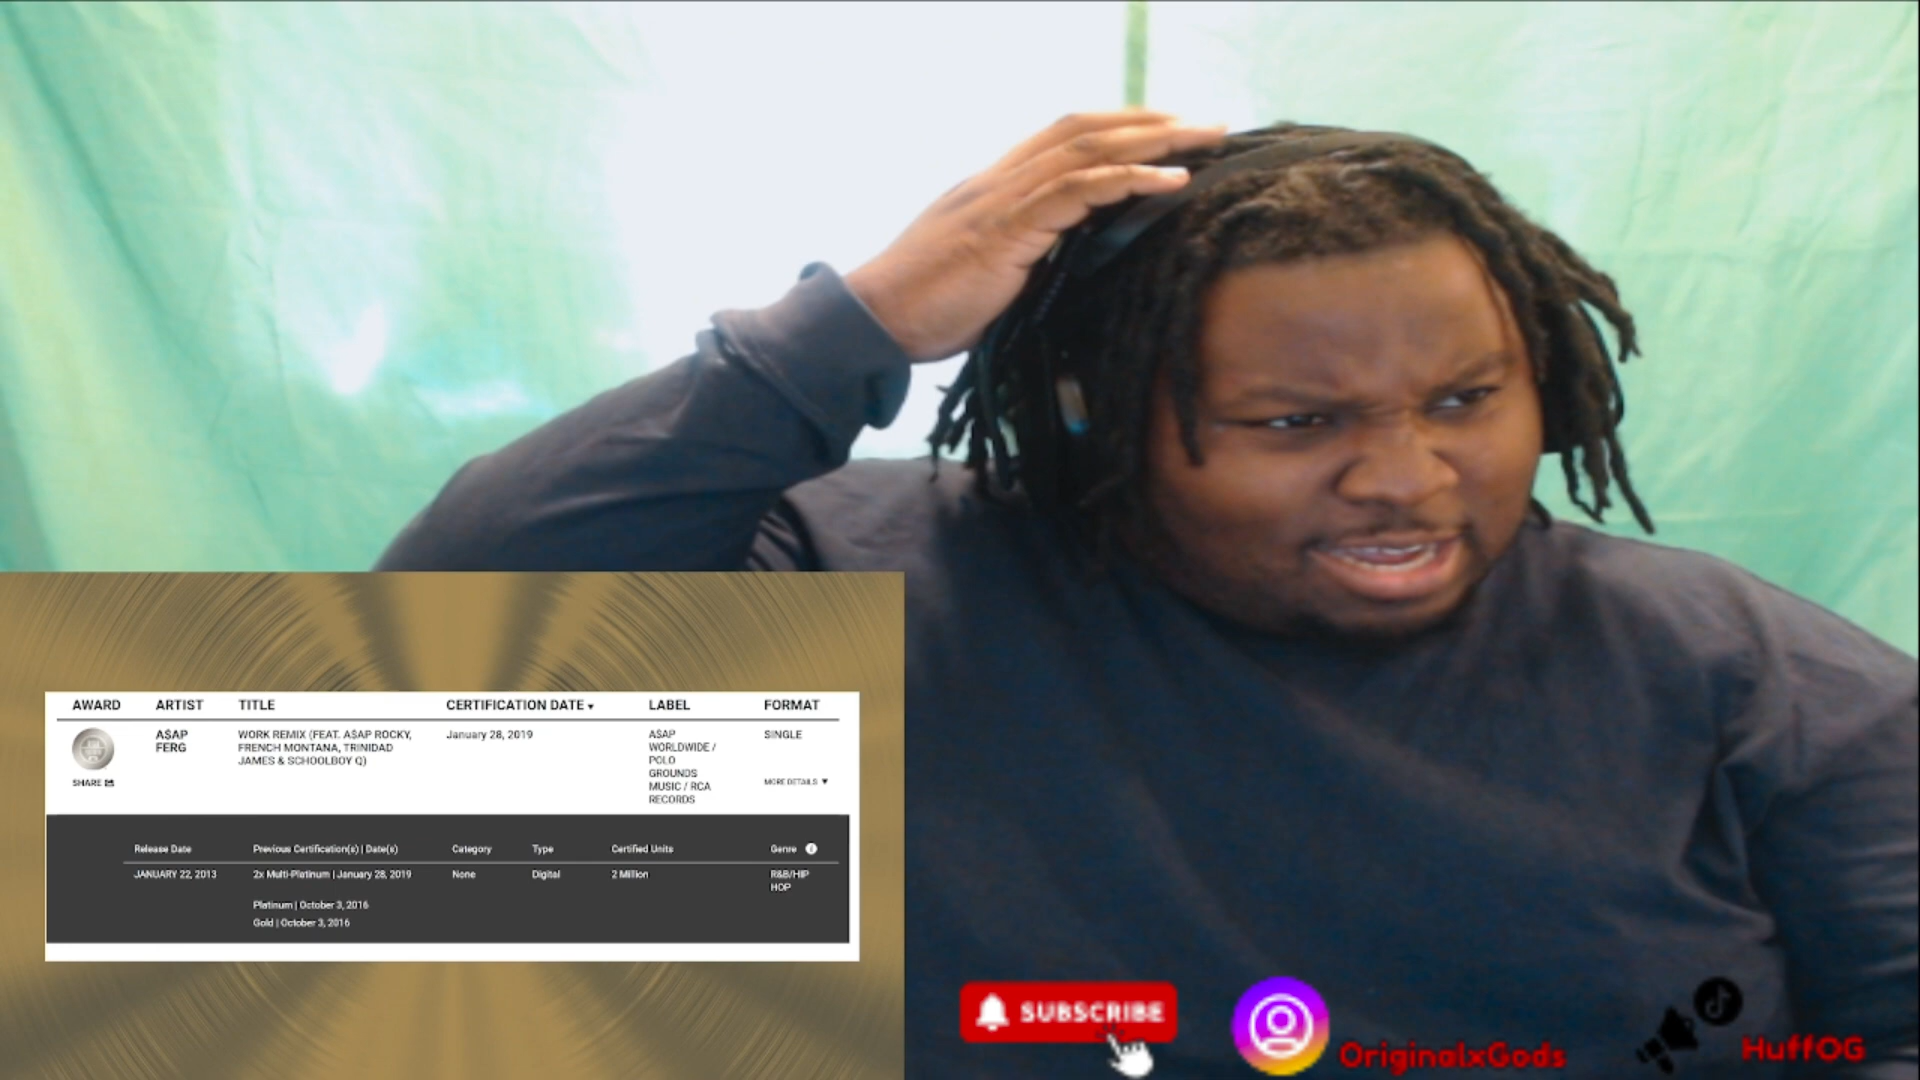 AWARD ARTIST TITLE CERTIFICATION DATE ▾ LABEL FORMAT
A$AP
FERG
WORK REMIX (FEAT. A$AP ROCKY,
FRENCH MONTANA, TRINIDAD
JAMES & SCHOOLBOY Q)
January 28, 2019
A$AP
WORLDWIDE /
POLO
GROUNDS
MUSIC / RCA
RECORDS
SINGLE
SHARE
MORE DETAILS ▼
Release Date Previous Certification(s) | Date(s) Category Type Certified Units Genre
JANUARY 22, 2013 2x Multi-Platinum | January 28, 2019 None Digital 2 Million R&B/HIP
HOP
Platinum | October 3, 2016
Gold | October 3, 2016
SUBSCRIBE
OriginalxGods
HuffOG